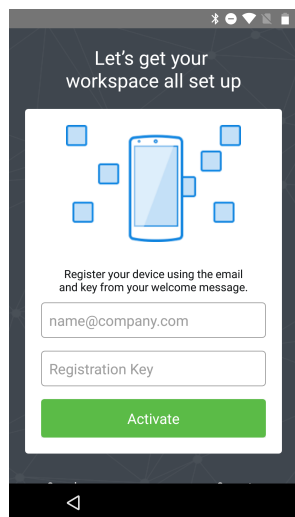 Let's get your
workspace all set up
Register your device using the email
and key from your welcome message.
name@company.com
Registration Key
Activate